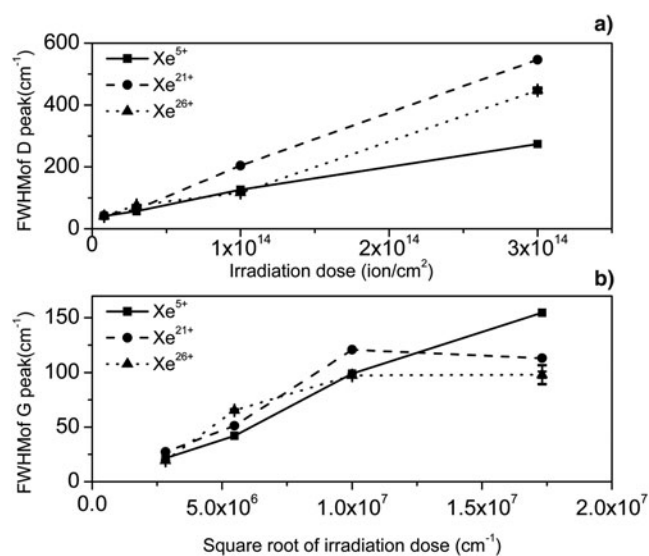 a)
600
400
200
0
FWHMof D peak(cm⁻¹)
Xe⁵⁺
Xe²¹⁺
Xe²⁶⁺
0 1x10¹⁴ 2x10¹⁴ 3x10¹⁴
Irradiation dose (ion/cm²)
b)
150
100
50
0
FWHMof G peak(cm⁻¹)
Xe⁵⁺
Xe²¹⁺
Xe²⁶⁺
0.0 5.0x10⁶ 1.0x10⁷ 1.5x10⁷ 2.0x10⁷
Square root of irradiation dose (cm⁻¹)